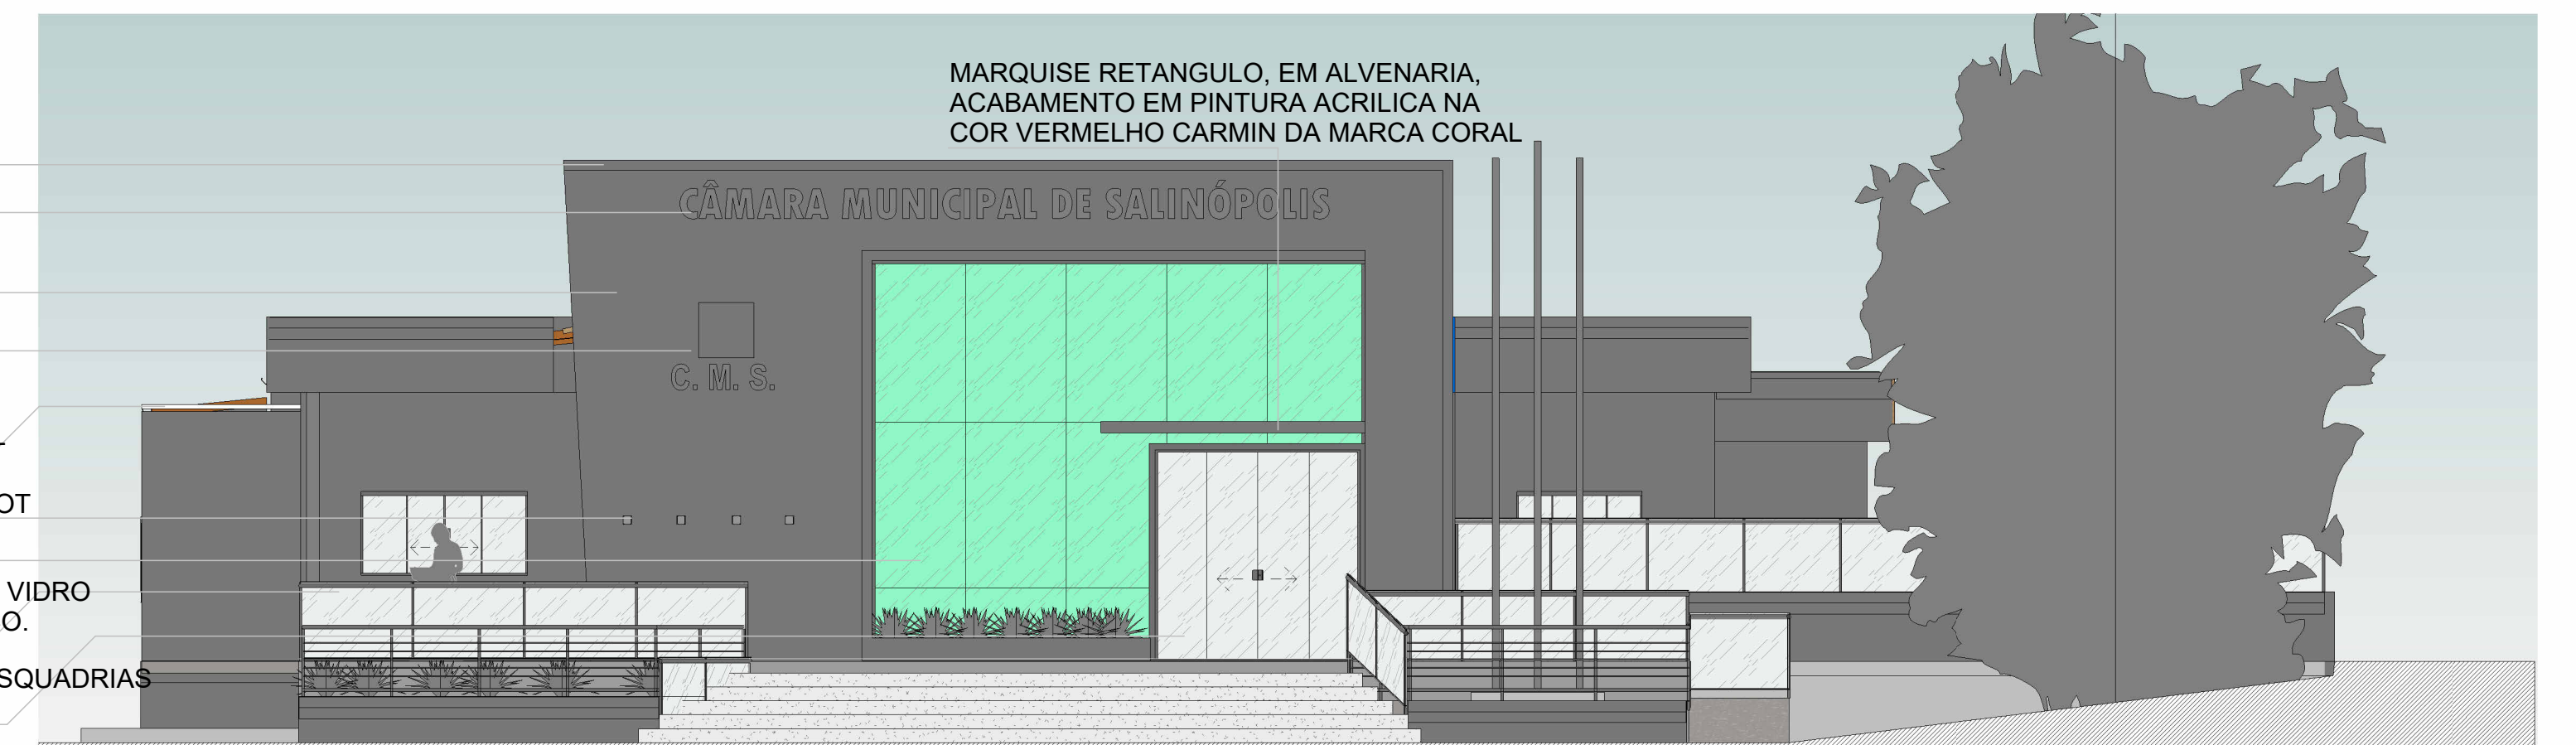 MARQUISE RETANGULO, EM ALVENARIA,
ACABAMENTO EM PINTURA ACRILICA NA
COR VERMELHO CARMIN DA MARCA CORAL
CÂMARA MUNICIPAL DE SALINÓPOLIS
C. M. S.
OT
VIDRO
O.
SQUADRIAS